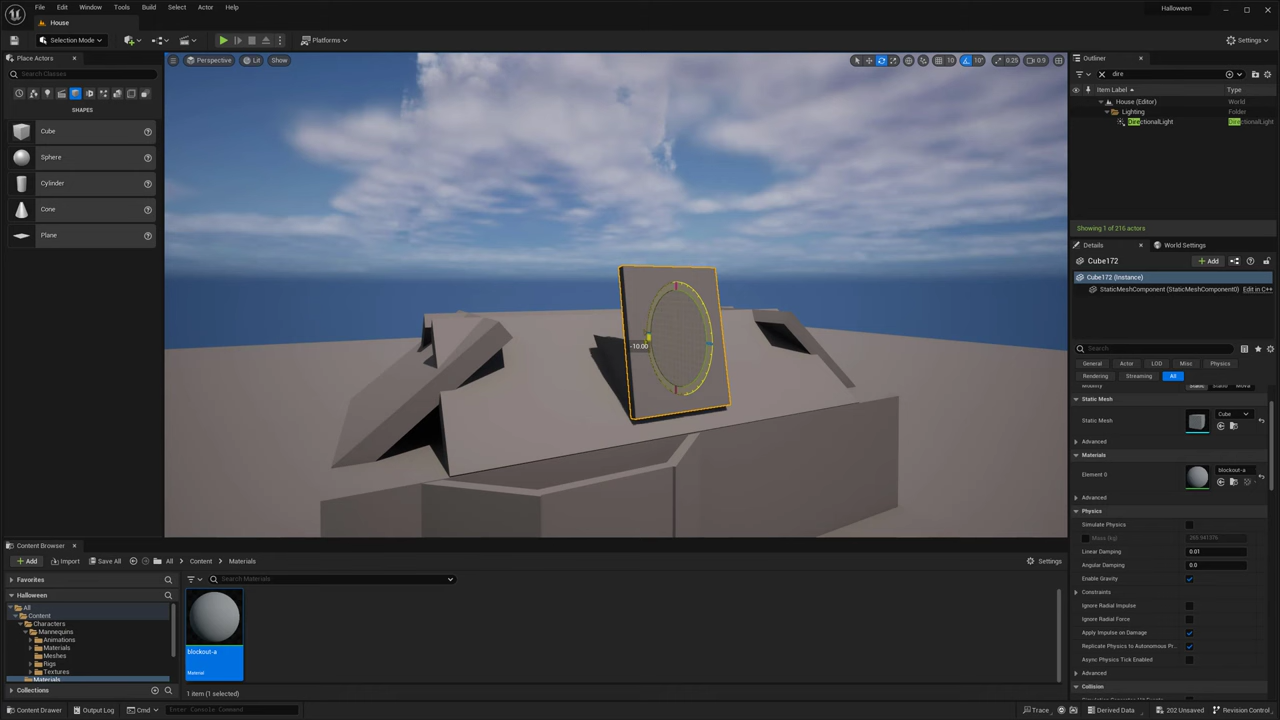 File Edit View Window Tools Build Select Actor Help
Halloween
House
Selection Mode
Platforms
Settings
Place Actors
Search Classes
SHAPES
Cube
Sphere
Cylinder
Cone
Plane
Perspective
Lit
Show
10
10°
0.25
0.9
-10.00
Outliner
dire
Item Label
Type
House (Editor)
World
Lighting
Folder
DirectionalLight
DirectionalLight
Showing 1 of 216 actors
Details
World Settings
Cube172
Add
Cube172 (Instance)
StaticMeshComponent (StaticMeshComponent0)
Edit in C++
Search
General
Actor
LOD
Misc
Physics
Rendering
Streaming
All
Static Mesh
Static Mesh
Cube
Advanced
Materials
Element 0
blockout-a
Advanced
Physics
Simulate Physics
Mass (kg)
Linear Damping
0.01
Angular Damping
0.0
Enable Gravity
Constraints
Ignore Radial Impulse
Ignore Radial Force
Apply Impulse on Damage
Replicate Physics to Autonomous Pr...
Async Physics Tick Enabled
Advanced
Collision
Content Browser
Add
Import
Save All
All
Content
Materials
Settings
Favorites
Search Materials
Halloween
All
Content
Characters
Mannequins
Animations
Materials
Meshes
Rigs
Textures
Materials
blockout-a
Material
Collections
1 item (1 selected)
Content Drawer
Output Log
Cmd
Enter Console Command
Trace
Derived Data
202 Unsaved
Revision Control